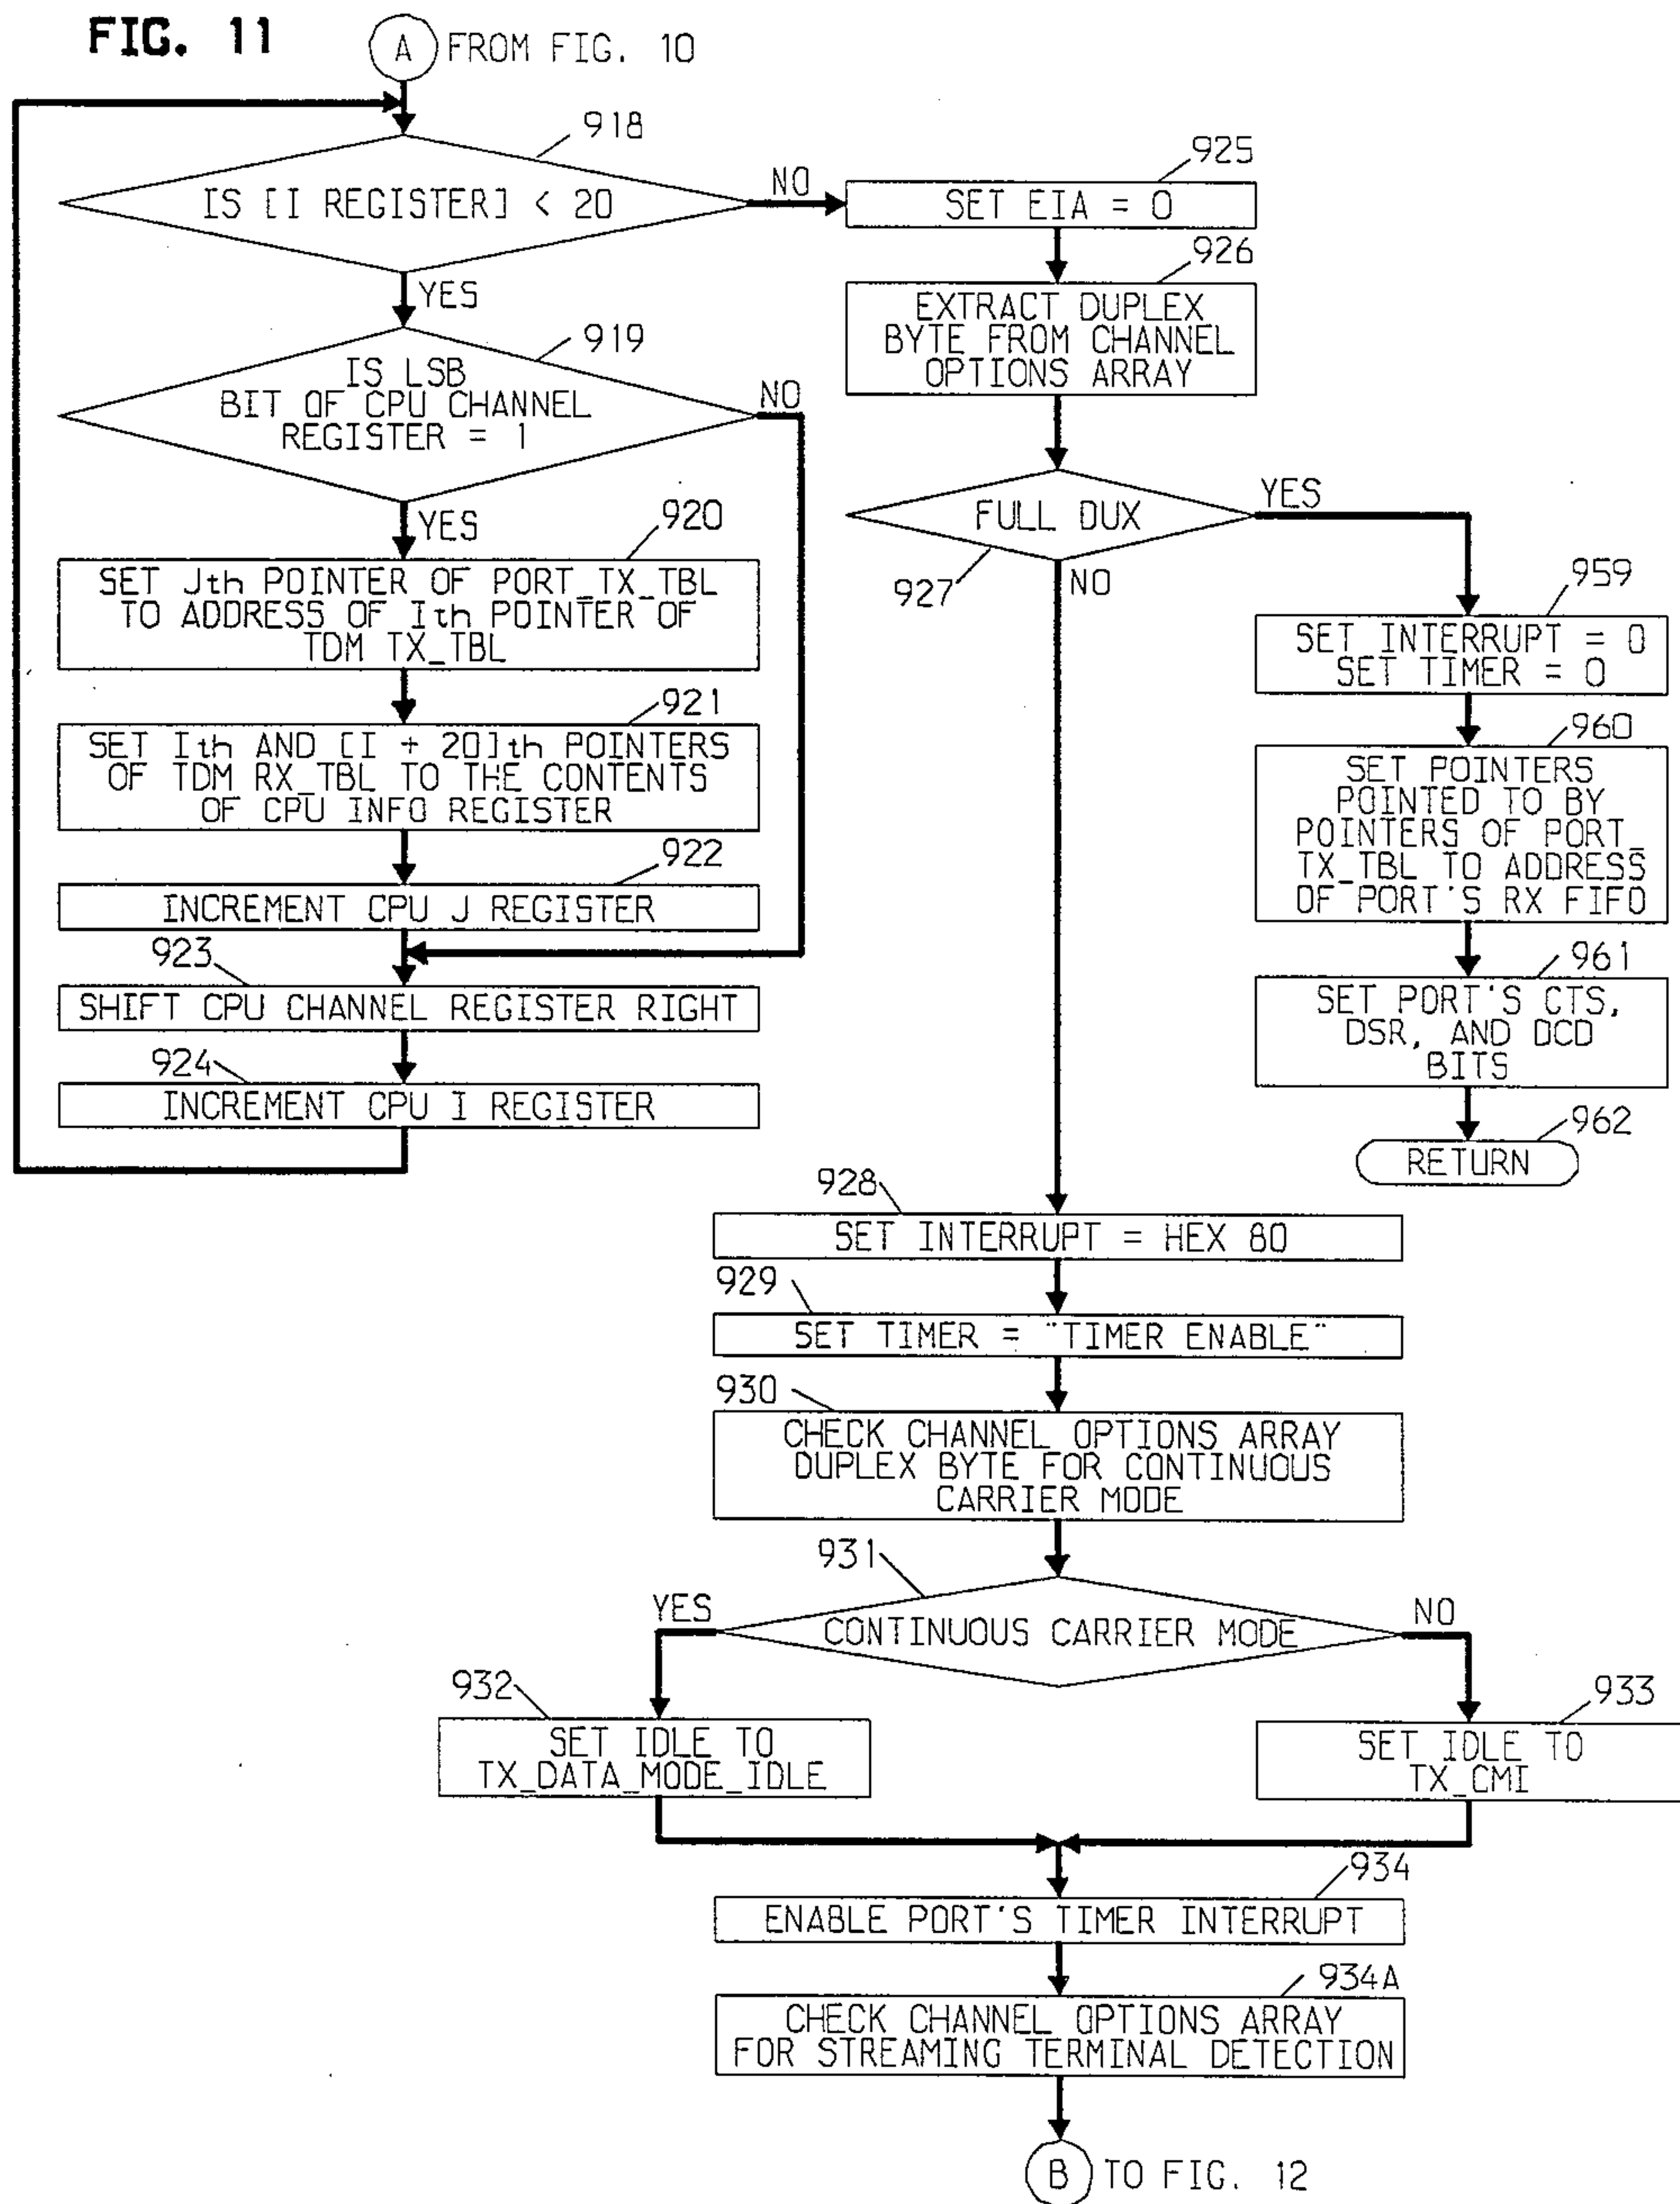 FIG. 11
A FROM FIG. 10
918
IS [I REGISTER] < 20
NO
YES
919
IS LSB
BIT OF CPU CHANNEL
REGISTER = 1
NO
YES
920
SET Jth POINTER OF PORT_TX_TBL
TO ADDRESS OF Ith POINTER OF
TDM TX_TBL
921
SET Ith AND [I + 20]th POINTERS
OF TDM RX_TBL TO THE CONTENTS
OF CPU INFO REGISTER
922
INCREMENT CPU J REGISTER
923
SHIFT CPU CHANNEL REGISTER RIGHT
924
INCREMENT CPU I REGISTER
925
SET EIA = 0
926
EXTRACT DUPLEX
BYTE FROM CHANNEL
OPTIONS ARRAY
FULL DUX
YES
927
NO
959
SET INTERRUPT = 0
SET TIMER = 0
960
SET POINTERS
POINTED TO BY
POINTERS OF PORT_
TX_TBL TO ADDRESS
OF PORT'S RX FIFO
961
SET PORT'S CTS,
DSR, AND DCD
BITS
962
RETURN
928
SET INTERRUPT = HEX 80
929
SET TIMER = "TIMER ENABLE"
930
CHECK CHANNEL OPTIONS ARRAY
DUPLEX BYTE FOR CONTINUOUS
CARRIER MODE
931
YES
CONTINUOUS CARRIER MODE
NO
932
SET IDLE TO
TX_DATA_MODE_IDLE
933
SET IDLE TO
TX_CMI
934
ENABLE PORT'S TIMER INTERRUPT
934A
CHECK CHANNEL OPTIONS ARRAY
FOR STREAMING TERMINAL DETECTION
B TO FIG. 12